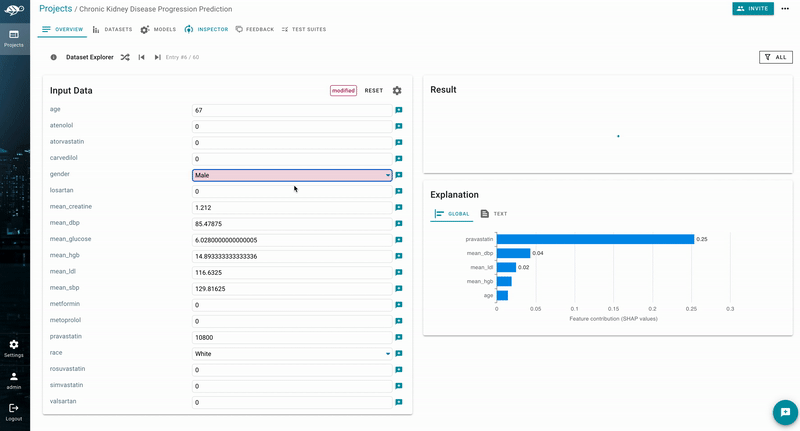 Projects / Chronic Kidney Disease Progression Prediction
INVITE
Projects
OVERVIEW DATASETS MODELS INSPECTOR FEEDBACK TEST SUITES
Dataset Explorer Entry #6 / 60
ALL
Input Data modified RESET
age 67
atenolol 0
atorvastatin 0
carvedilol 0
gender Male
losartan 0
mean_creatine 1.212
mean_dbp 85.47875
mean_glucose 6.0280000000000005
mean_hgb 14.893333333333336
mean_ldl 116.6325
mean_sbp 129.81625
metformin 0
metoprolol 0
pravastatin 10800
race White
rosuvastatin 0
simvastatin 0
valsartan 0
Result
Explanation
GLOBAL TEXT
pravastatin 0.25
mean_dbp 0.04
mean_ldl 0.02
mean_hgb
age
0 0.05 0.1 0.15 0.2 0.25 0.3
Feature contribution (SHAP values)
Settings
admin
Logout